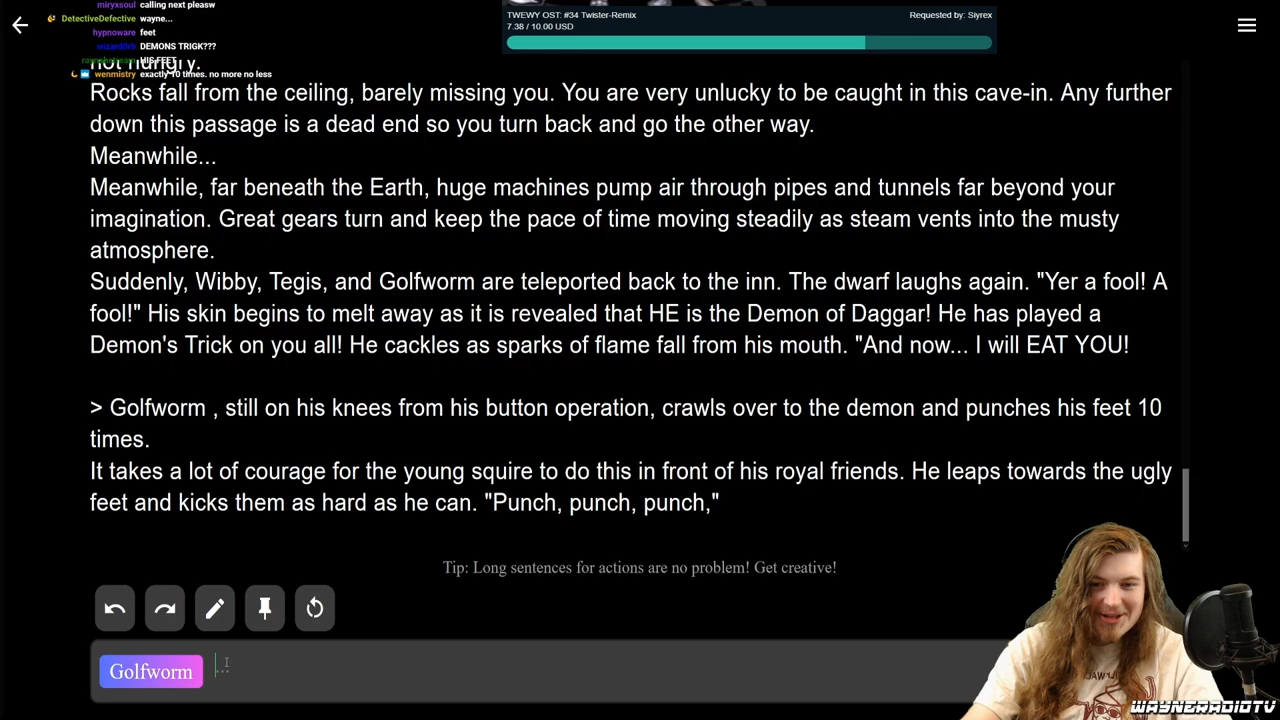 miryxsoul calling next pleasw
DetectiveDefective wayne...
hypnoware feet
wizard0rb DEMONS TRIGK???
HIS FEET
wenmistry exactly 10 times. no more no less
TWEWY OST: #34 Twister-Remix
Requested by: Siyrex
7.38 / 10.00 USD
not hungry.
Rocks fall from the ceiling, barely missing you. You are very unlucky to be caught in this cave-in. Any further
down this passage is a dead end so you turn back and go the other way.
Meanwhile...
Meanwhile, far beneath the Earth, huge machines pump air through pipes and tunnels far beyond your
imagination. Great gears turn and keep the pace of time moving steadily as steam vents into the musty
atmosphere.
Suddenly, Wibby, Tegis, and Golfworm are teleported back to the inn. The dwarf laughs again. "Yer a fool! A
fool!" His skin begins to melt away as it is revealed that HE is the Demon of Daggar! He has played a
Demon's Trick on you all! He cackles as sparks of flame fall from his mouth. "And now... I will EAT YOU!
> Golfworm , still on his knees from his button operation, crawls over to the demon and punches his feet 10
times.
It takes a lot of courage for the young squire to do this in front of his royal friends. He leaps towards the ugly
feet and kicks them as hard as he can. "Punch, punch, punch,"
Tip: Long sentences for actions are no problem! Get creative!
Golfworm ...
WAYNERADIOTV